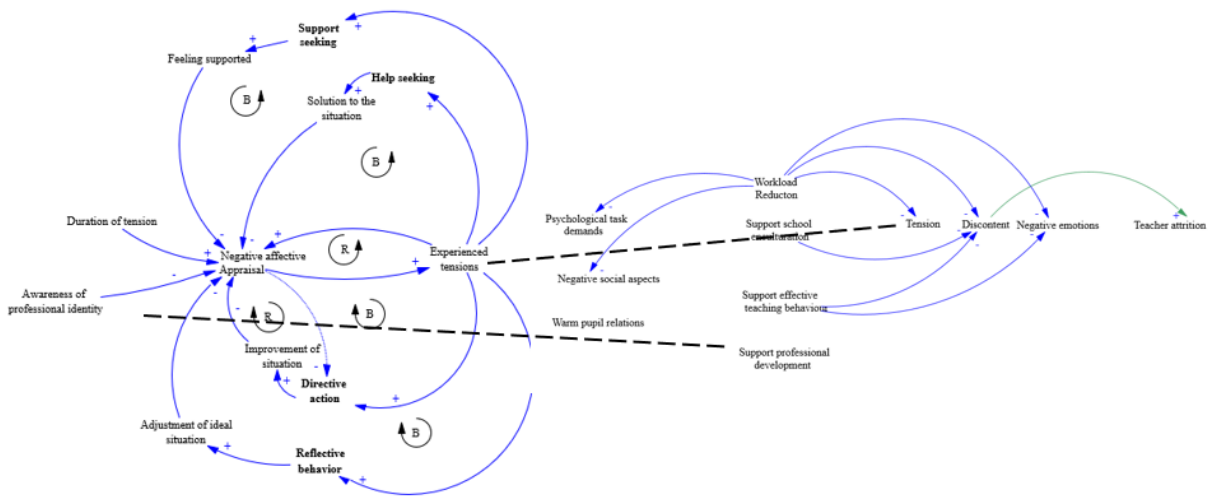 Support
seeking
Feeling supported
B
Help seeking
Solution to the
situation
B
Duration of tension
Negative affective
Appraisal
R
Experienced
tensions
Awareness of
professional identity
R
B
Improvement of
situation
Directive
action
Adjustment of ideal
situation
B
Reflective
behavior
Workload
Reducton
Psychological task
demands
Support school
enculturation
Tension
Discontent
Negative emotions
Teacher attrition
Negative social aspects
Support effective
teaching behaviours
Warm pupil relations
Support professional
development